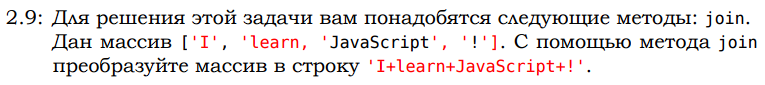 2.9: Для решения этой задачи вам понадобятся следующие методы: join.
Дан массив ['I', 'learn, 'JavaScript', '!']. С помощью метода join
преобразуйте массив в строку 'I+learn+JavaScript+!'.